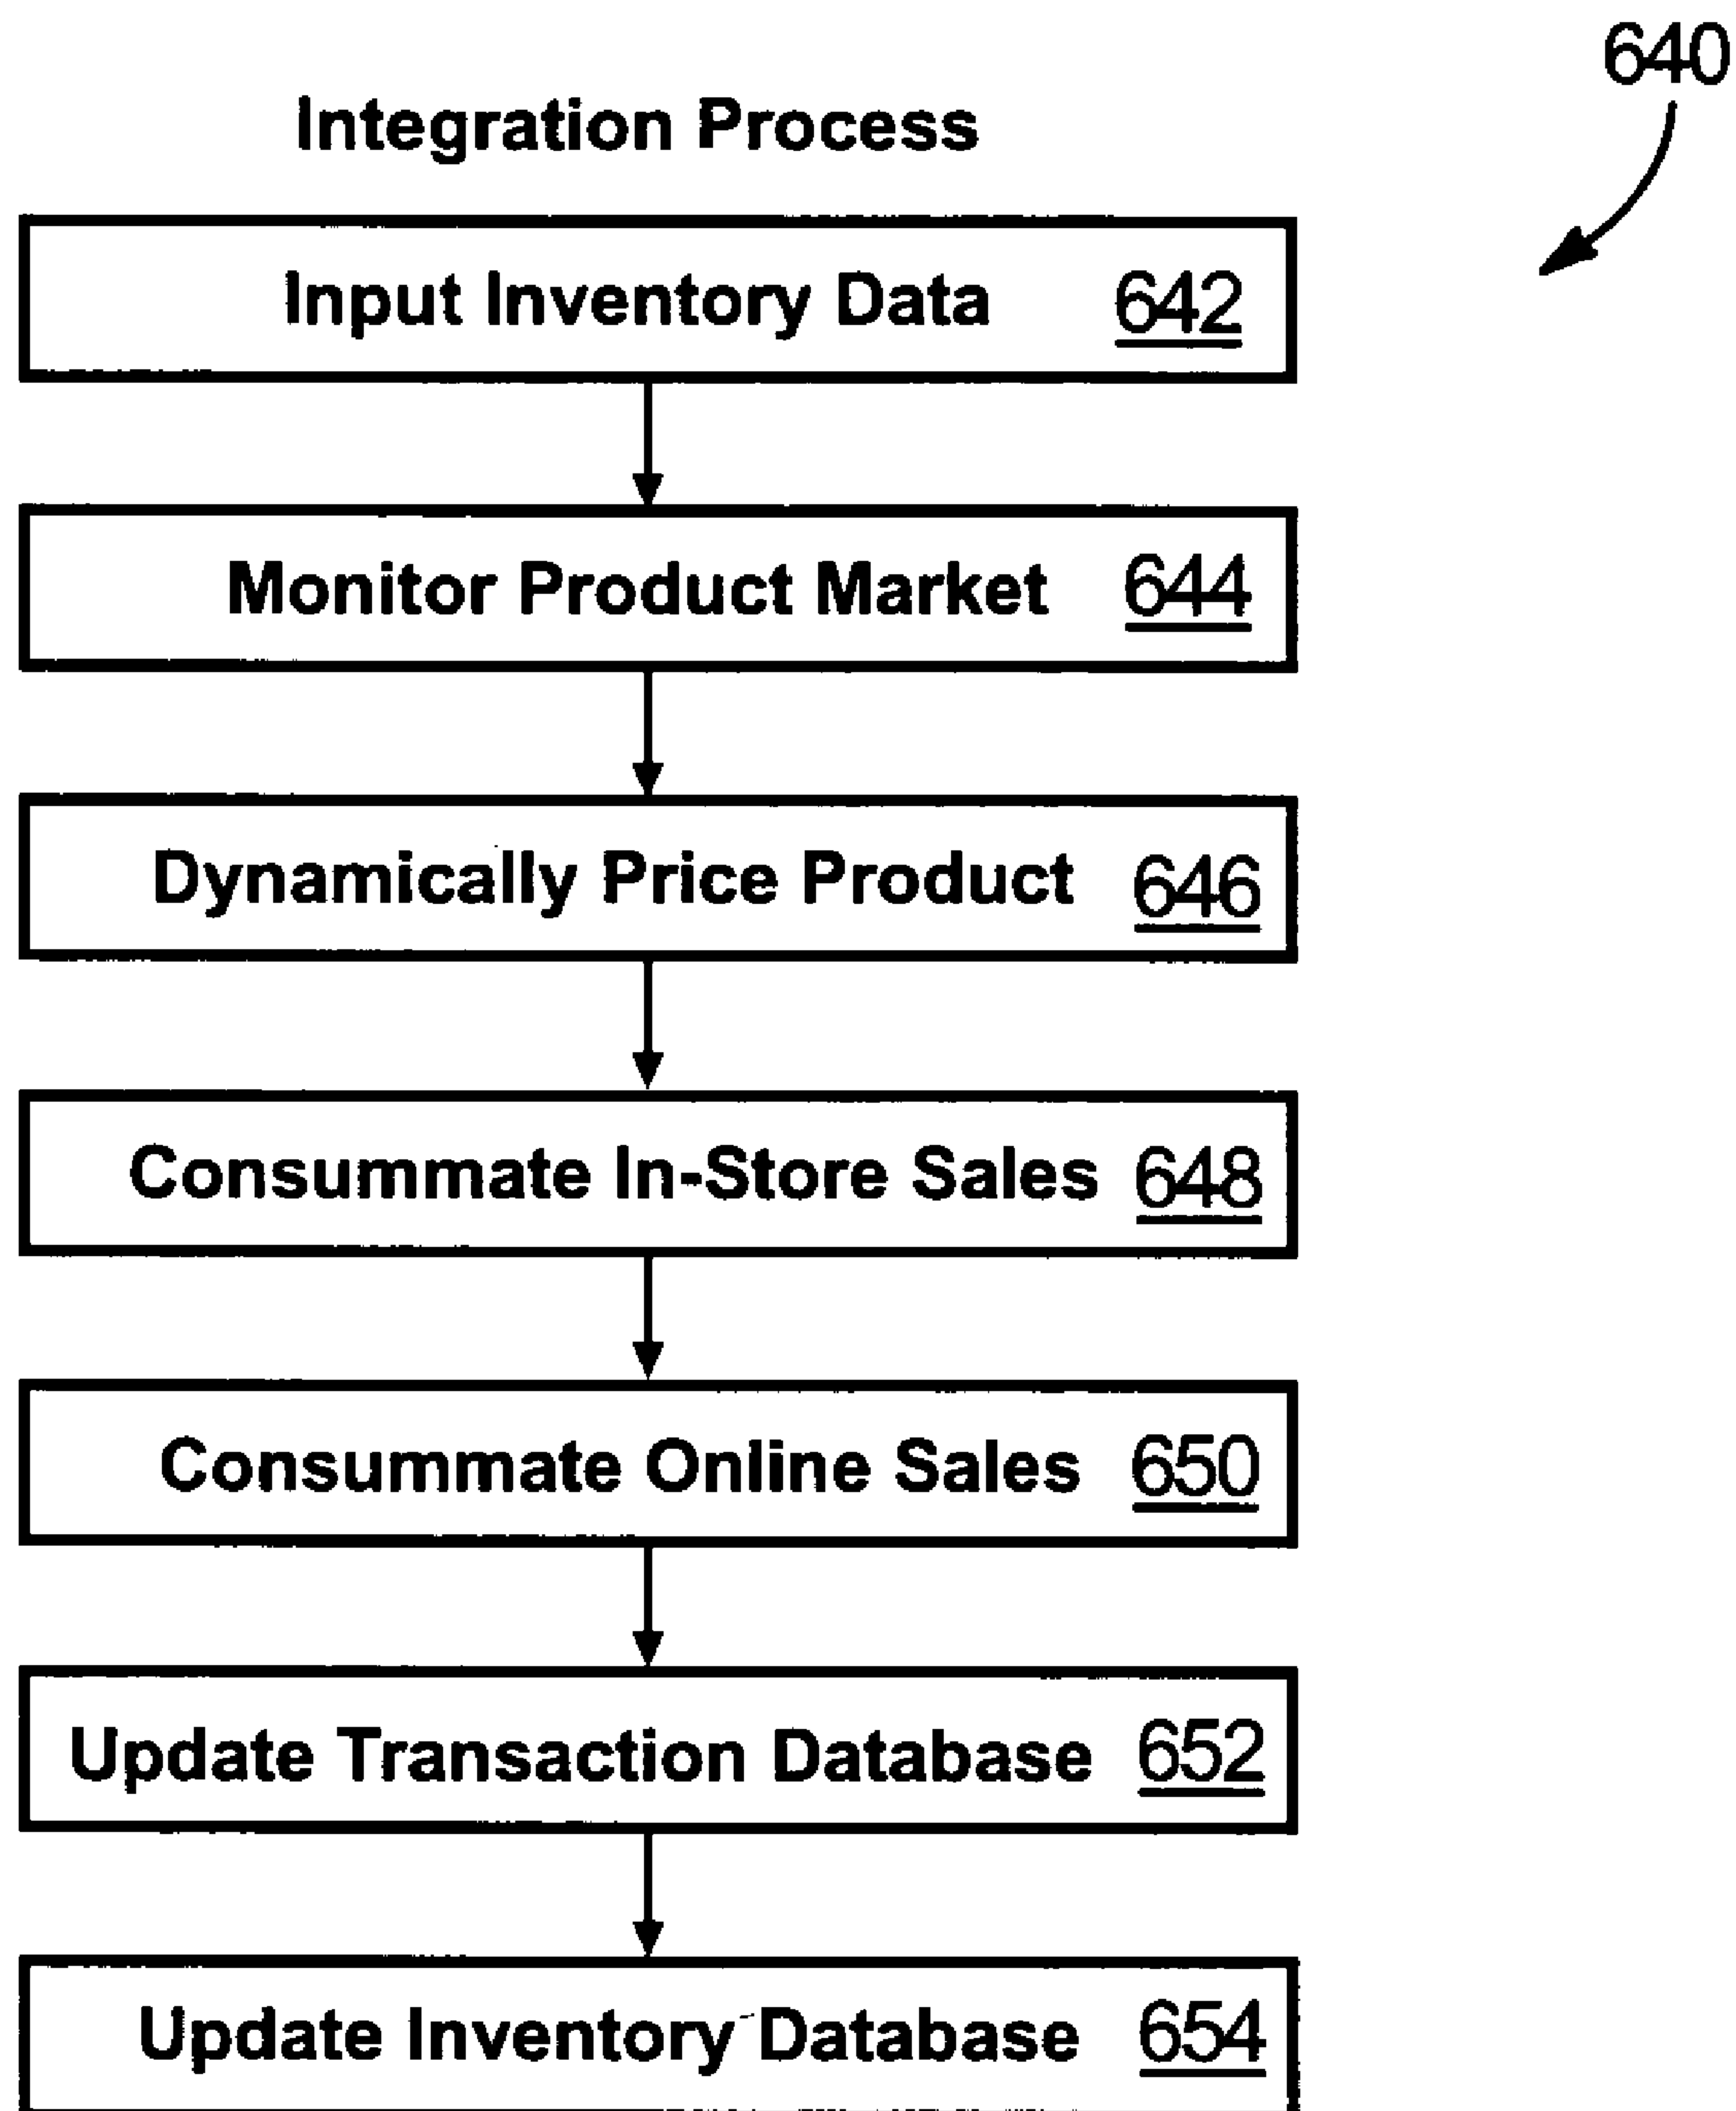 640
Integration Process
Input Inventory Data 642
Monitor Product Market 644
Dynamically Price Product 646
Consummate In-Store Sales 648
Consummate Online Sales 650
Update Transaction Database 652
Update Inventory Database 654